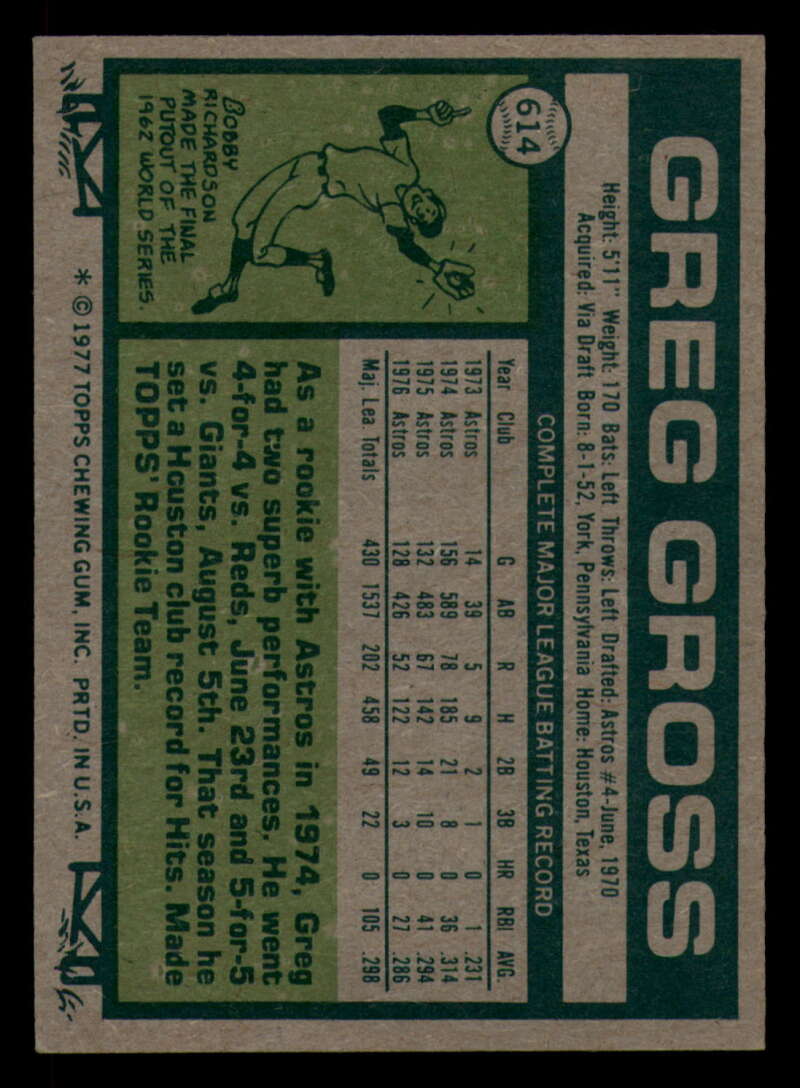 614
GREG GROSS
Height: 5'11" Weight: 170 Bats: Left Throws: Left Drafted: Astros #4-June, 1970
Acquired: Via Draft Born: 8-1-52, York, Pennsylvania Home: Houston, Texas
COMPLETE MAJOR LEAGUE BATTING RECORD
Year Club G AB R H 2B 3B HR RBI AVG.
1973 Astros 14 39 5 9 2 1 0 1 .231
1974 Astros 156 589 78 185 21 8 0 36 .314
1975 Astros 132 483 67 142 14 10 0 41 .294
1976 Astros 128 426 52 122 12 3 0 27 .286
Maj. Lea. Totals 430 1537 202 458 49 22 0 105 .298
BOBBY
RICHARDSON
MADE THE FINAL
PUTOUT OF THE
1962 WORLD SERIES.
As a rookie with Astros in 1974, Greg
had two superb performances. He went
4-for-4 vs. Reds, June 23rd and 5-for-5
vs. Giants, August 5th. That season he
set a Houston club record for Hits. Made
TOPPS' Rookie Team.
* © 1977 TOPPS CHEWING GUM, INC. PRTD. IN U.S.A.